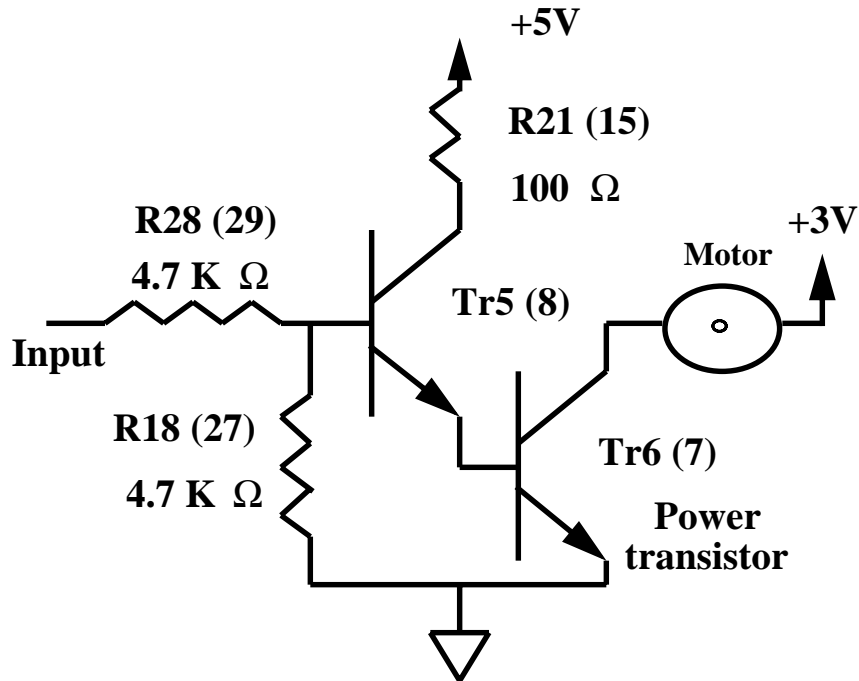 +5V
R21 (15)
100 Ω
R28 (29)
4.7 K Ω
+3V
Motor
Tr5 (8)
Input
R18 (27)
4.7 K Ω
Tr6 (7)
Power
transistor